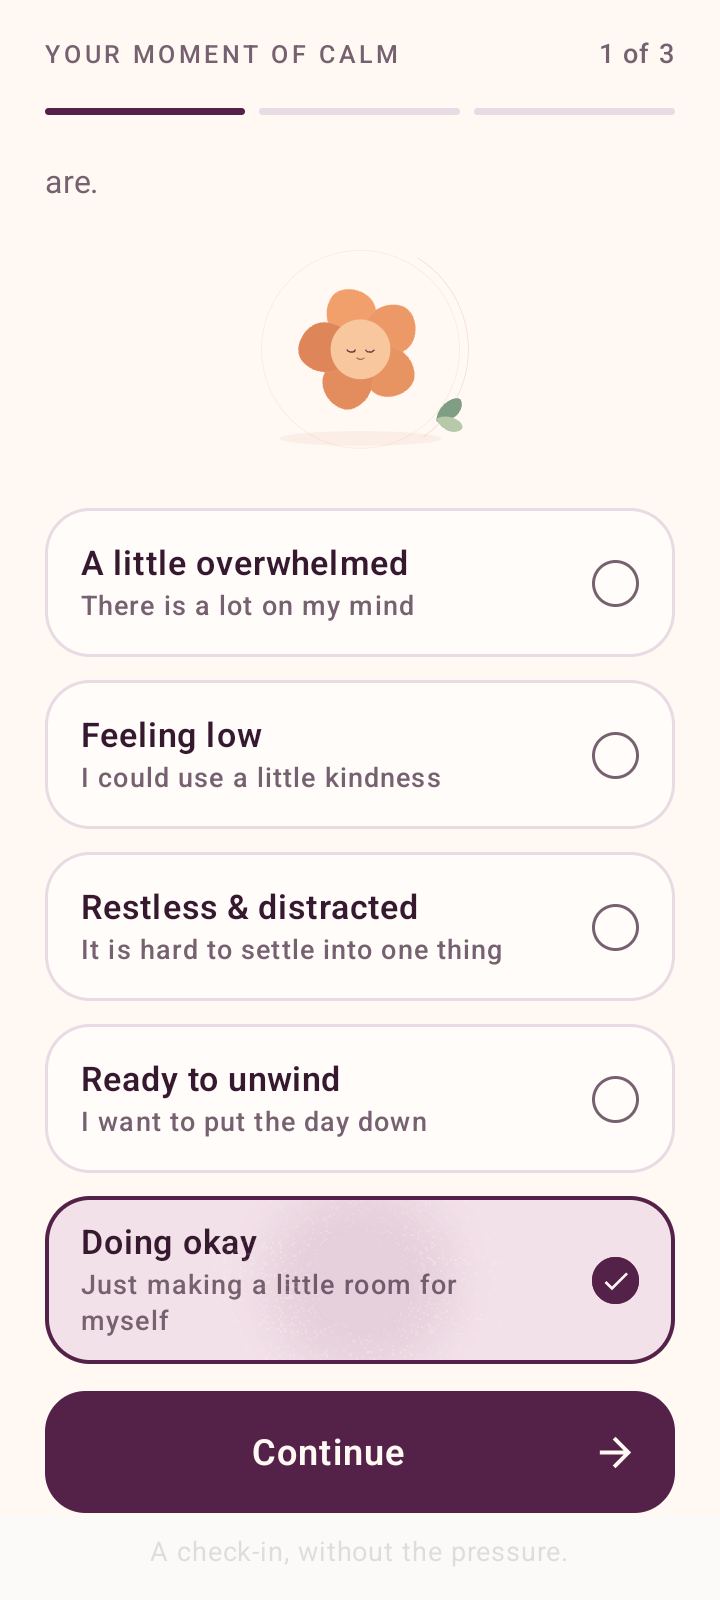 YOUR MOMENT OF CALM
1 of 3
are.
A little overwhelmed
There is a lot on my mind
Feeling low
I could use a little kindness
Restless & distracted
It is hard to settle into one thing
Ready to unwind
I want to put the day down
Doing okay
Just making a little room for
myself
Continue
A check-in, without the pressure.